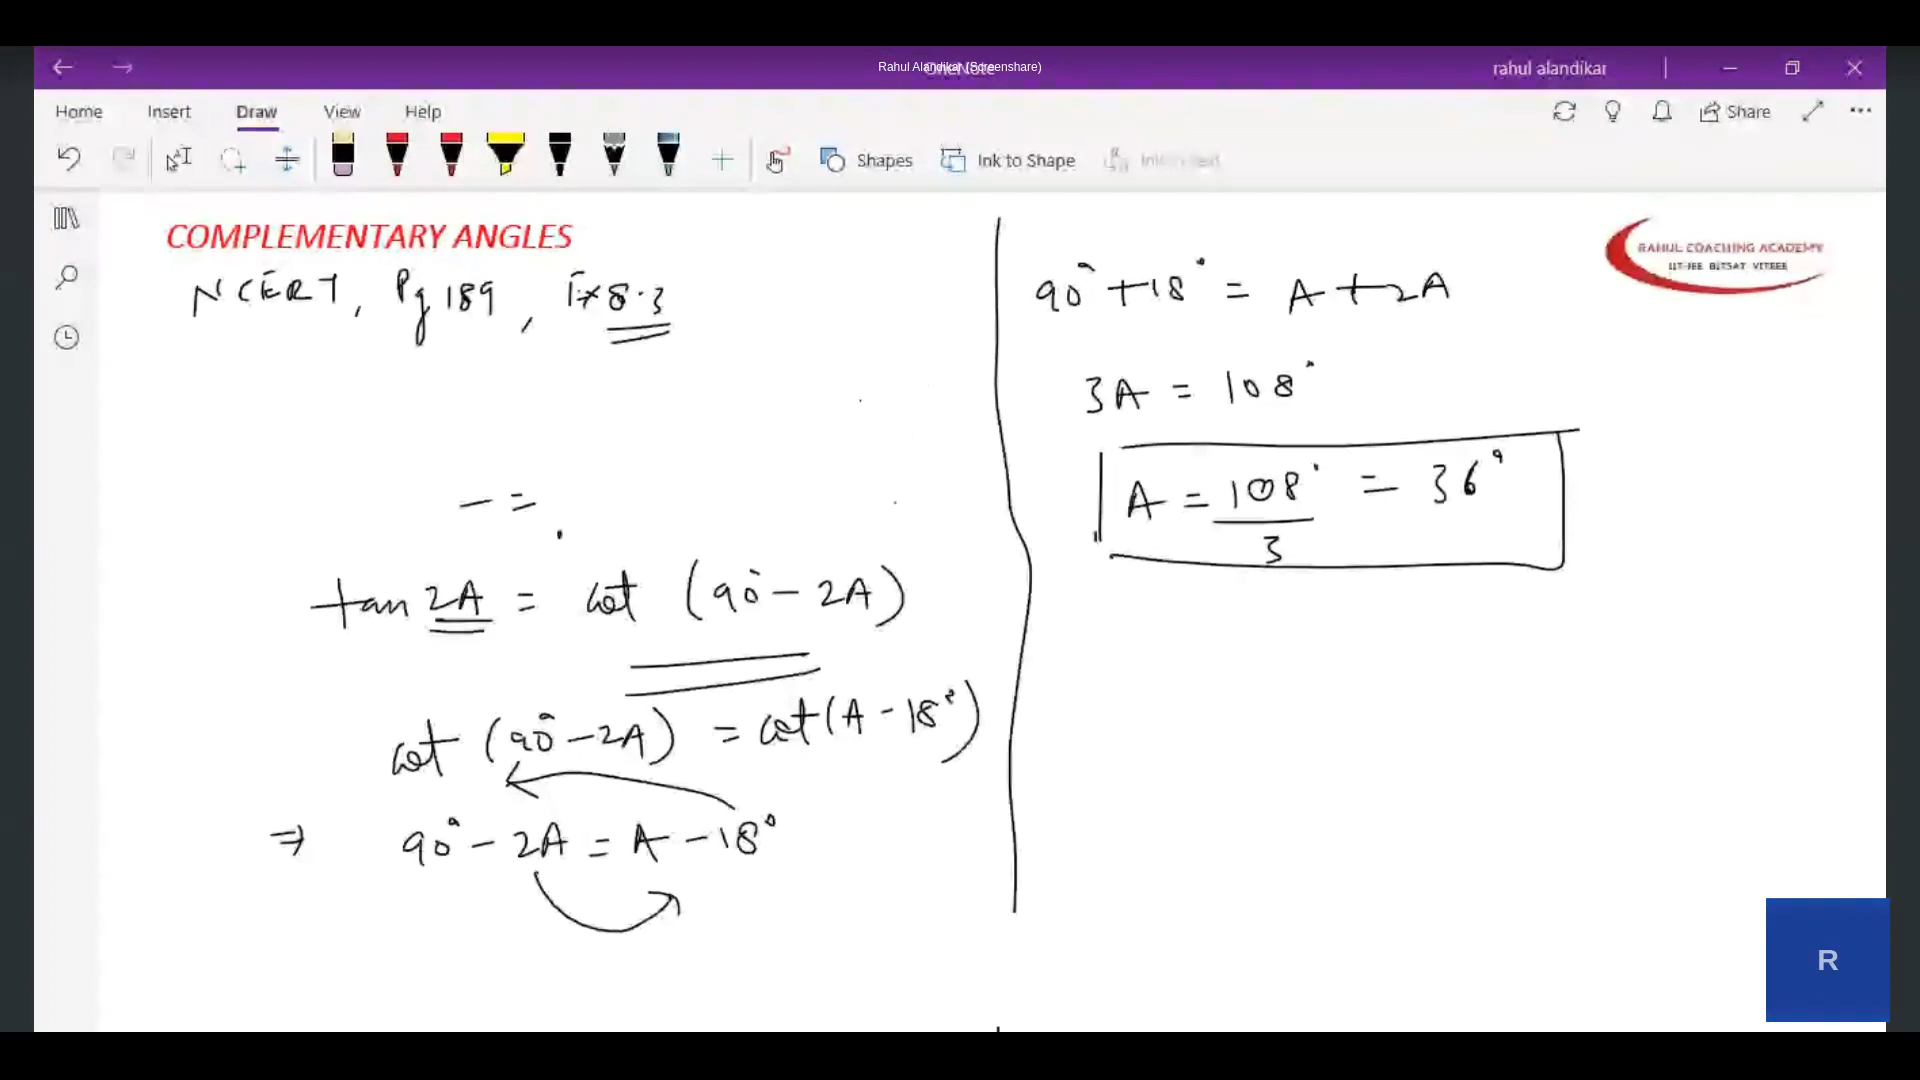 Rahul Alandikar (Screenshare)
rahul alandikar
Home Insert Draw View Help
Share
Shapes Ink to Shape
COMPLEMENTARY ANGLES
NCERT, Pg 189, Ex 8.3
- =
tan 2A = cot (90° - 2A)
cot (90° - 2A) = cot (A - 18°)
⇒ 90° - 2A = A - 18°
90° + 18° = A + 2A
3A = 108°
A = 108°/3 = 36°
RAHUL COACHING ACADEMY
IIT-JEE BITSAT VITEEE
R